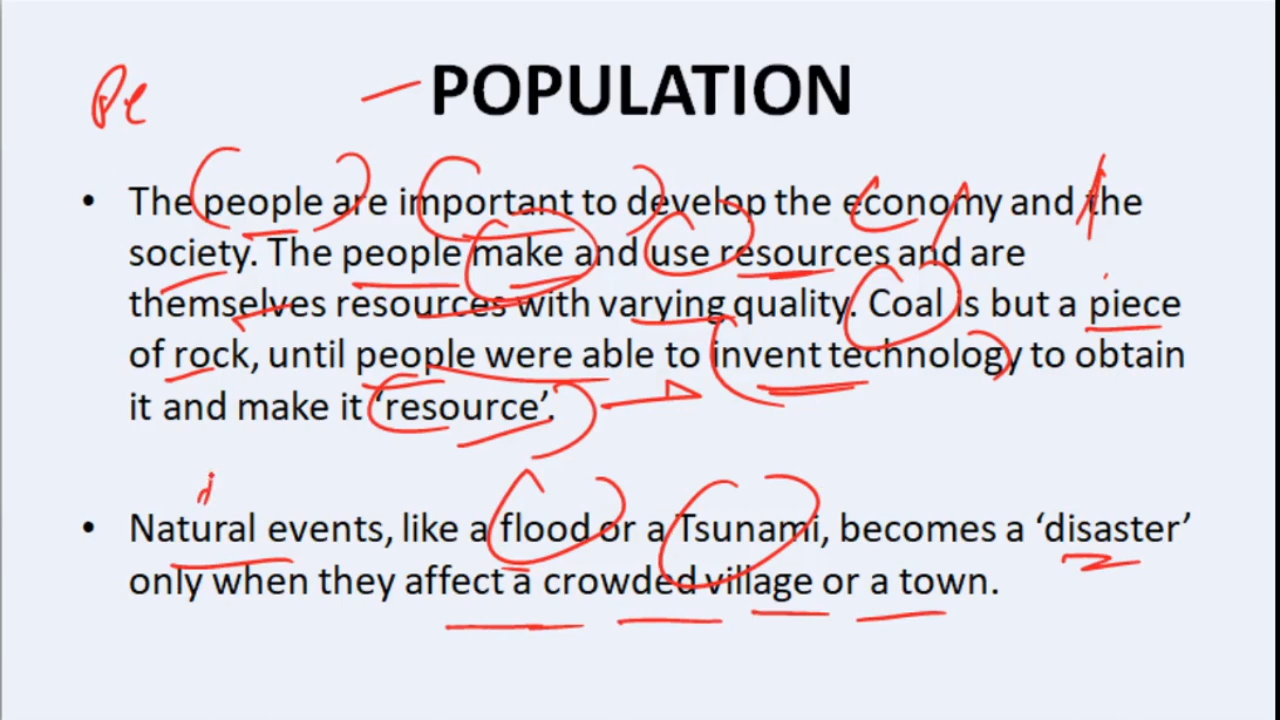 Pe
POPULATION
• The people are important to develop the economy and the
society. The people make and use resources and are
themselves resources with varying quality. Coal is but a piece
of rock, until people were able to invent technology to obtain
it and make it ‘resource’.
• Natural events, like a flood or a Tsunami, becomes a ‘disaster’
only when they affect a crowded village or a town.